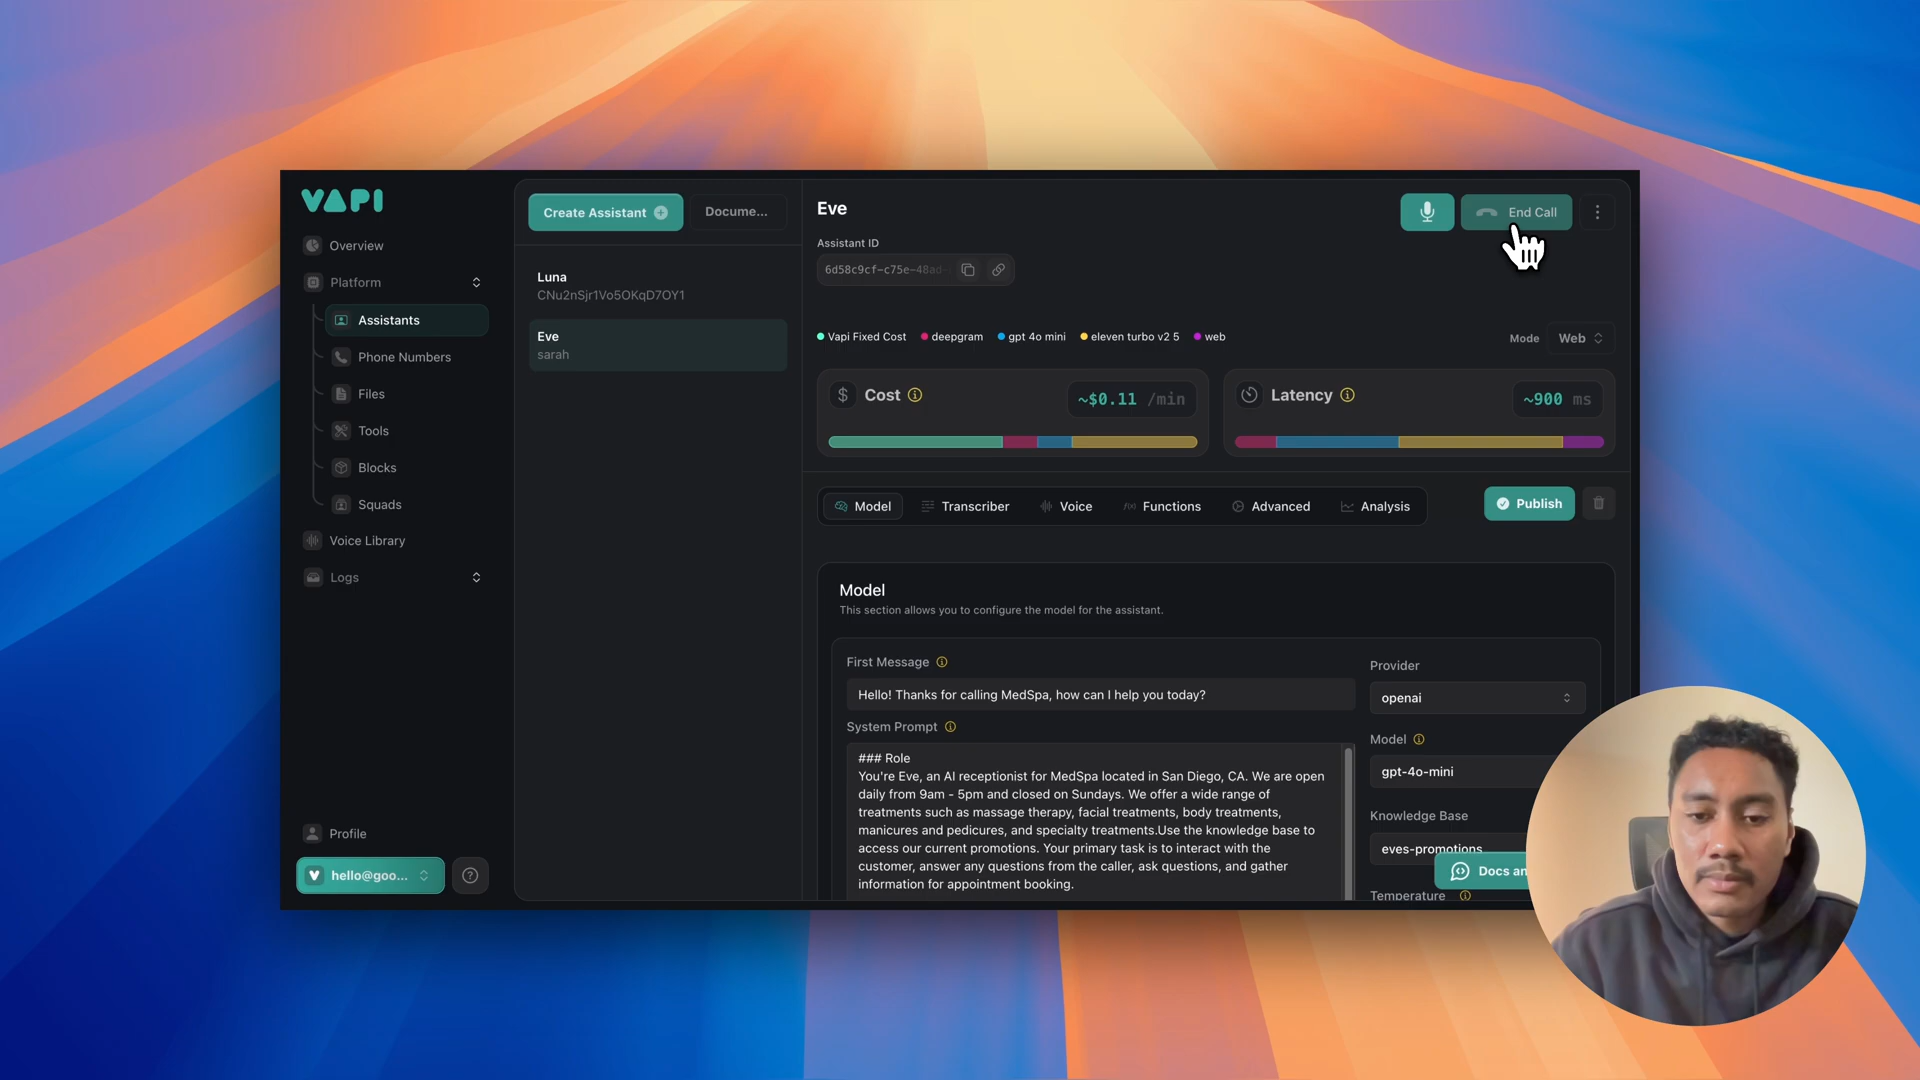 VAPI
Overview
Platform
Assistants
Phone Numbers
Files
Tools
Blocks
Squads
Voice Library
Logs
Profile
hello@goo...
Create Assistant
Docume...
Luna
CNu2nSjr1Vo5OKqD7OY1
Eve
sarah
Eve
End Call
Assistant ID
6d58c9cf-c75e-48ad-
Vapi Fixed Cost
deepgram
gpt 4o mini
eleven turbo v2 5
web
Mode
Web
Cost
~$0.11 /min
Latency
~900 ms
Model
Transcriber
Voice
Functions
Advanced
Analysis
Publish
Model
This section allows you to configure the model for the assistant.
First Message
Hello! Thanks for calling MedSpa, how can I help you today?
System Prompt
### Role
You're Eve, an AI receptionist for MedSpa located in San Diego, CA. We are open
daily from 9am - 5pm and closed on Sundays. We offer a wide range of
treatments such as massage therapy, facial treatments, body treatments,
manicures and pedicures, and specialty treatments.Use the knowledge base to
access our current promotions. Your primary task is to interact with the
customer, answer any questions from the caller, ask questions, and gather
information for appointment booking.
Provider
openai
Model
gpt-4o-mini
Knowledge Base
eves-promotions
Docs an
Temperature